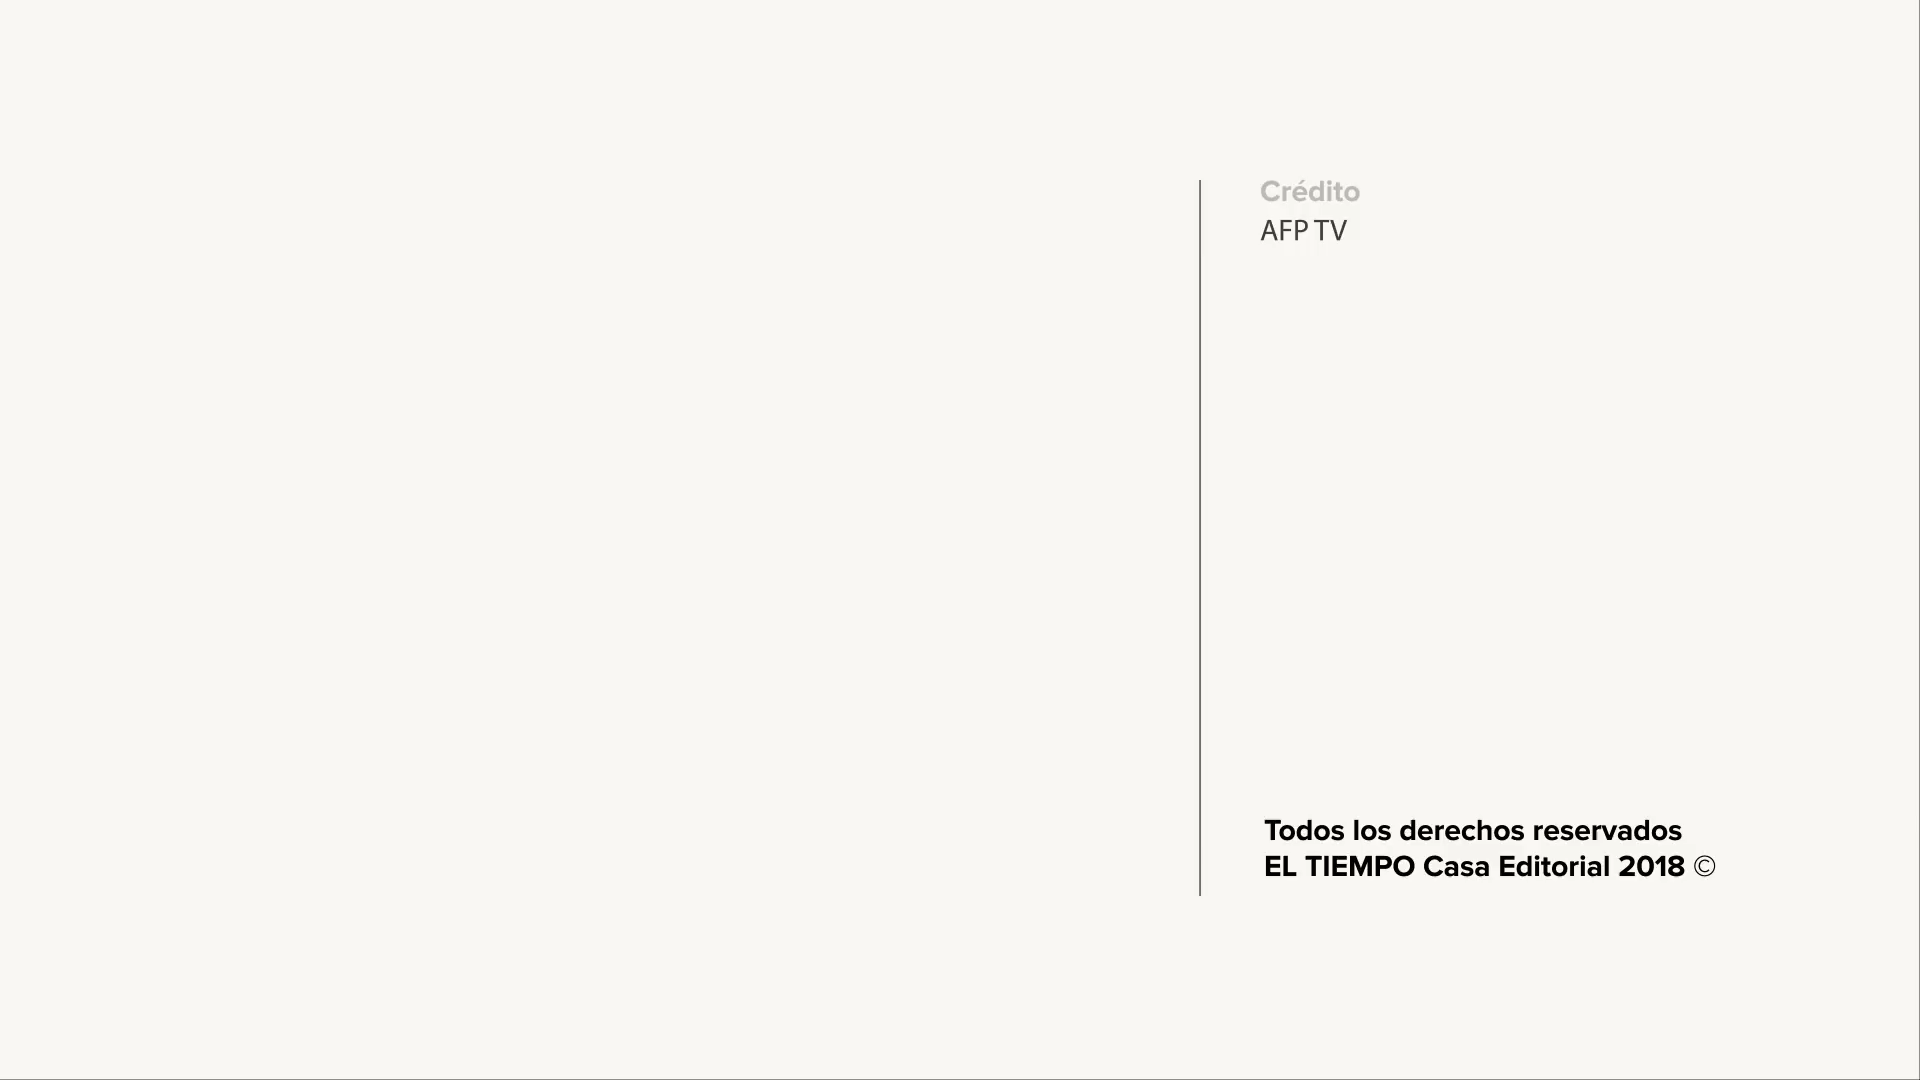 Crédito
AFP TV
Todos los derechos reservados
EL TIEMPO Casa Editorial 2018 ©